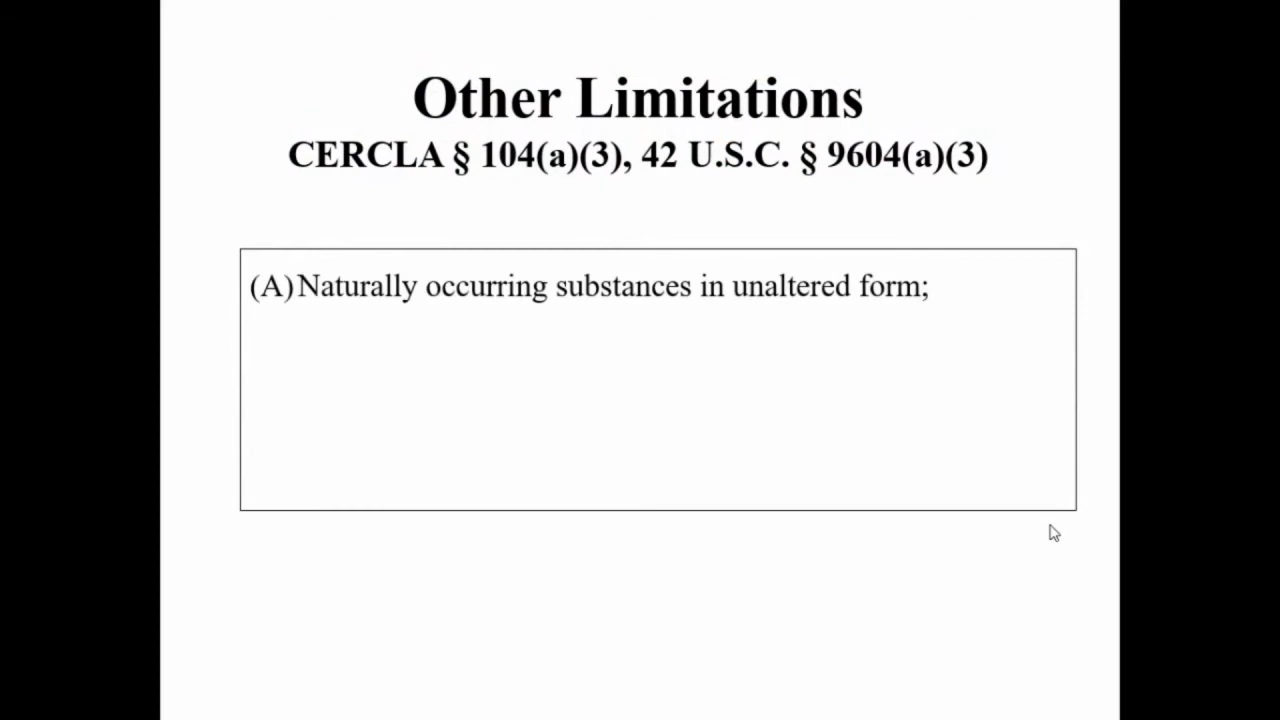 Other Limitations
CERCLA § 104(a)(3), 42 U.S.C. § 9604(a)(3)
(A) Naturally occurring substances in unaltered form;